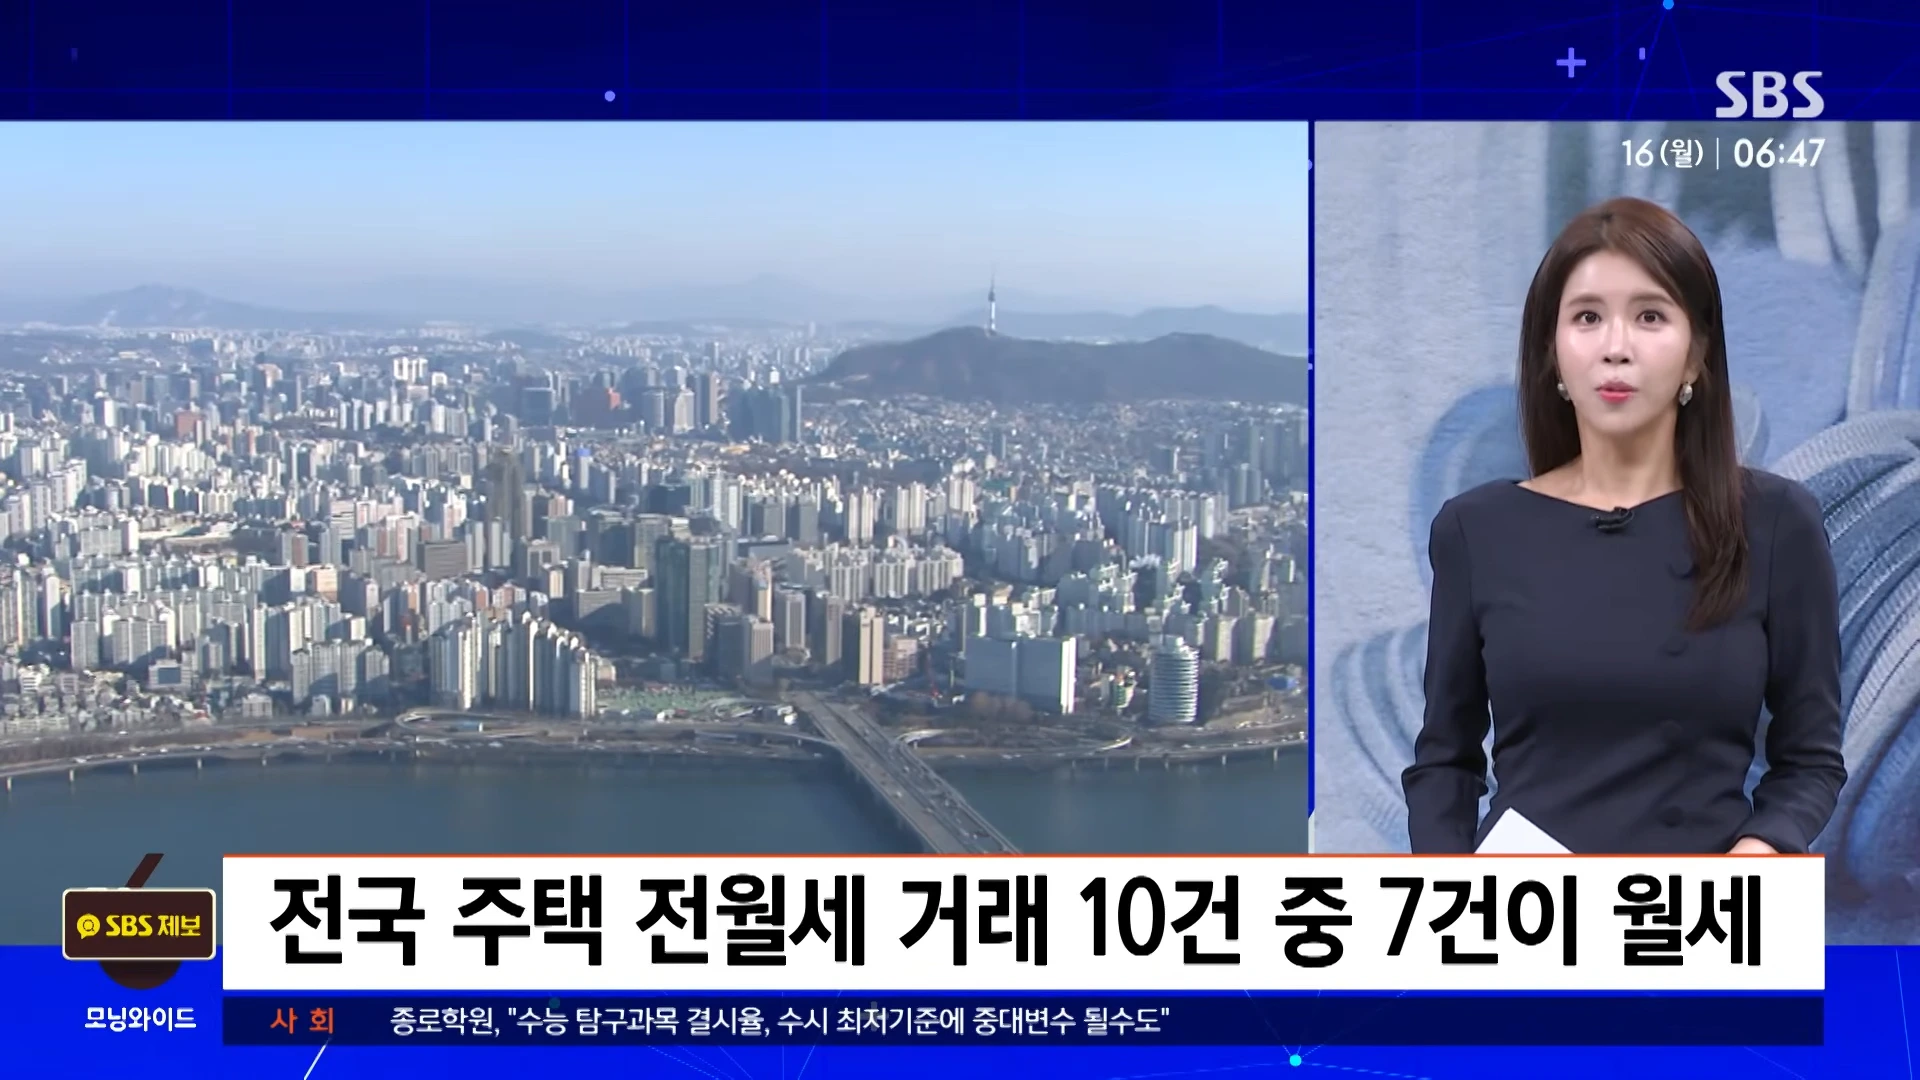 SBS
16(월) | 06:47
전국 주택 전월세 거래 10건 중 7건이 월세
SBS 제보
모닝와이드
사회 종로학원, "수능 탐구과목 결시율, 수시 최저기준에 중대변수 될수도"